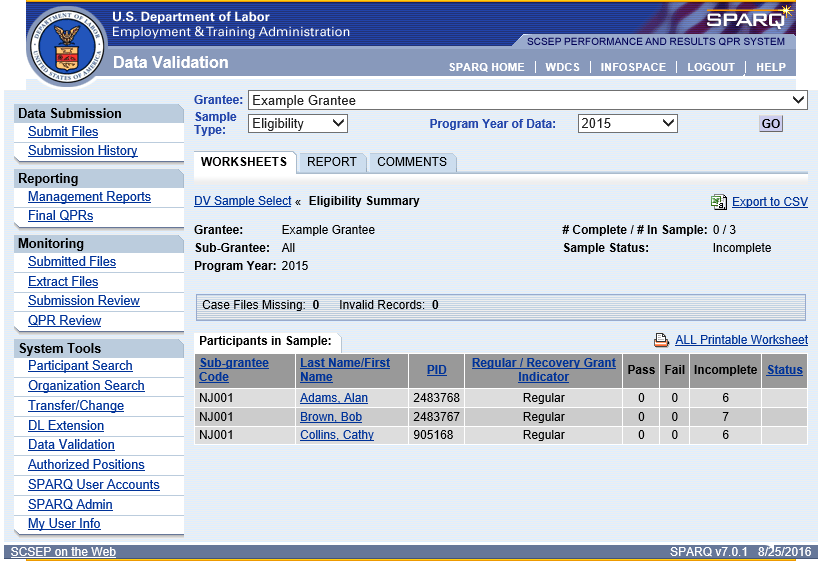 U.S. Department of Labor
Employment & Training Administration
SPARQ
SCSEP PERFORMANCE AND RESULTS QPR SYSTEM
DEPARTMENT OF LABOR
UNITED STATES OF AMERICA
Data Validation
SPARQ HOME | WDCS | INFOSPACE | LOGOUT | HELP
Data Submission
Submit Files
Submission History
Reporting
Management Reports
Final QPRs
Monitoring
Submitted Files
Extract Files
Submission Review
QPR Review
System Tools
Participant Search
Organization Search
Transfer/Change
DL Extension
Data Validation
Authorized Positions
SPARQ User Accounts
SPARQ Admin
My User Info
Grantee: Example Grantee
Sample
Type: Eligibility Program Year of Data: 2015 GO
WORKSHEETS REPORT COMMENTS
DV Sample Select « Eligibility Summary Export to CSV
Grantee: Example Grantee # Complete / # In Sample: 0 / 3
Sub-Grantee: All Sample Status: Incomplete
Program Year: 2015
Case Files Missing: 0 Invalid Records: 0
Participants in Sample: ALL Printable Worksheet
Sub-grantee Code Last Name/First Name PID Regular / Recovery Grant Indicator Pass Fail Incomplete Status
NJ001 Adams, Alan 2483768 Regular 0 0 6
NJ001 Brown, Bob 2483767 Regular 0 0 7
NJ001 Collins, Cathy 905168 Regular 0 0 6
SCSEP on the Web SPARQ v7.0.1 8/25/2016